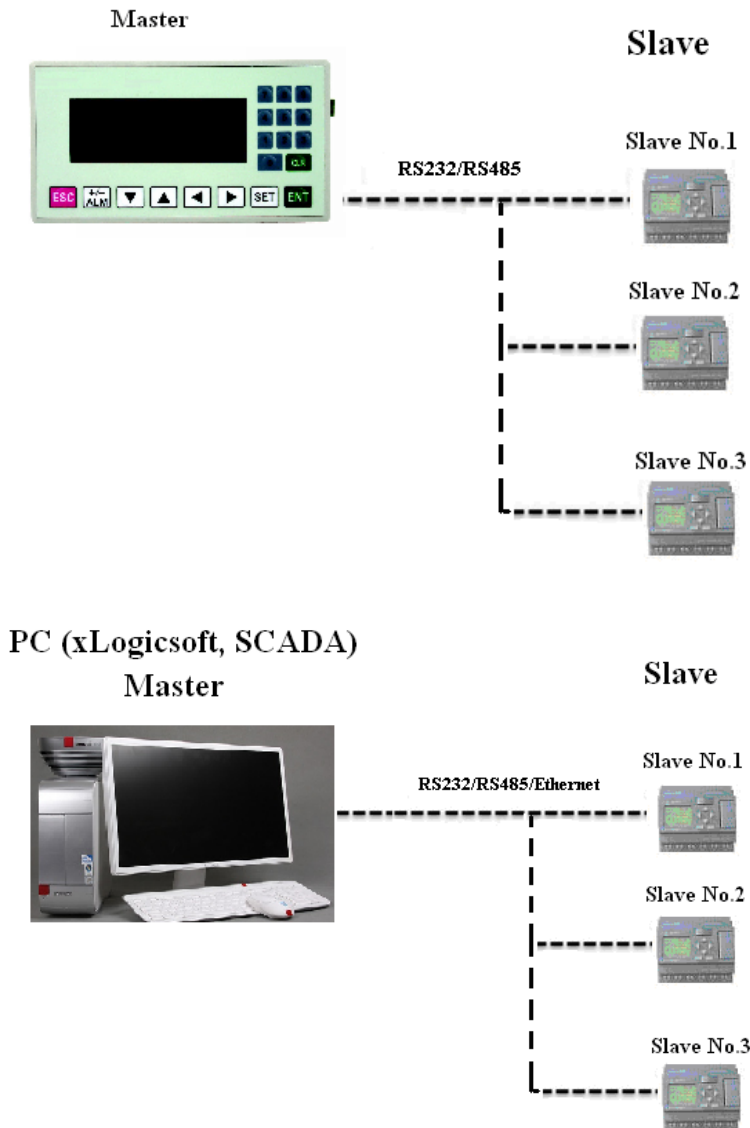 Master
Slave
CLR
ESC
+/-
ALM
SET
ENT
RS232/RS485
Slave No.1
Slave No.2
Slave No.3
PC (xLogicsoft, SCADA)
Master
Slave
RS232/RS485/Ethernet
Slave No.1
Slave No.2
Slave No.3